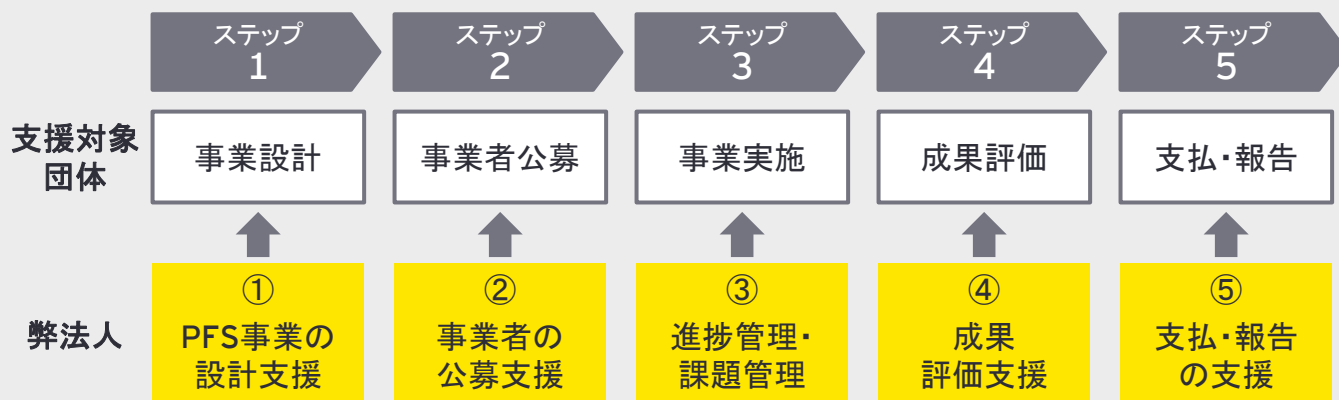 ステップ
1
ステップ
2
ステップ
3
ステップ
4
ステップ
5
支援対象
団体
事業設計
事業者公募
事業実施
成果評価
支払・報告
弊法人
①
PFS事業の
設計支援
②
事業者の
公募支援
③
進捗管理・
課題管理
④
成果
評価支援
⑤
支払・報告
の支援